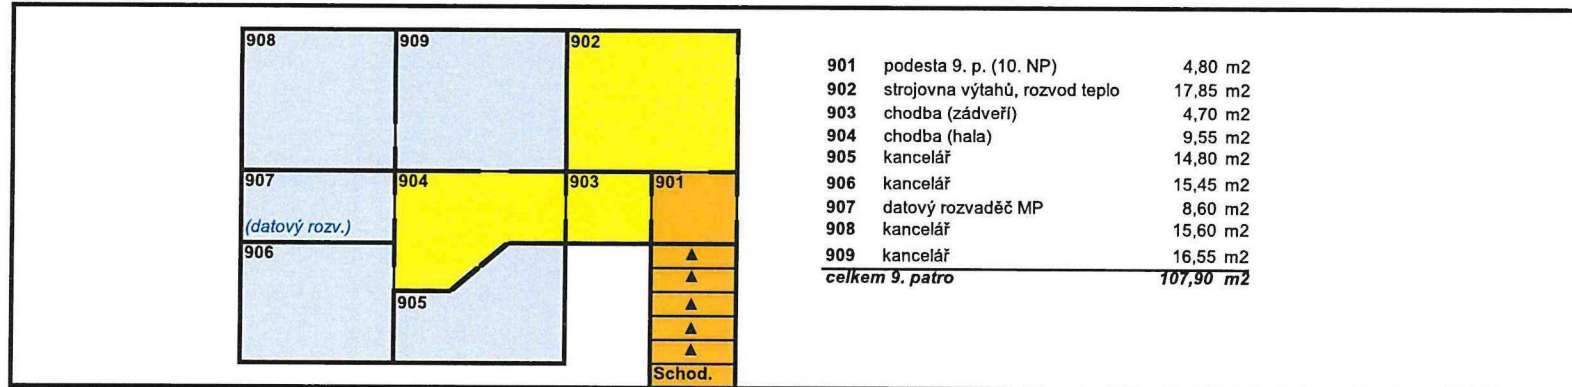 908
909
902
907
(datový rozv.)
904
903
901
906
905
Schod.
901 podesta 9. p. (10. NP) 4,80 m2
902 strojovna výtahů, rozvod teplo 17,85 m2
903 chodba (zádveří) 4,70 m2
904 chodba (hala) 9,55 m2
905 kancelář 14,80 m2
906 kancelář 15,45 m2
907 datový rozvaděč MP 8,60 m2
908 kancelář 15,60 m2
909 kancelář 16,55 m2
celkem 9. patro 107,90 m2